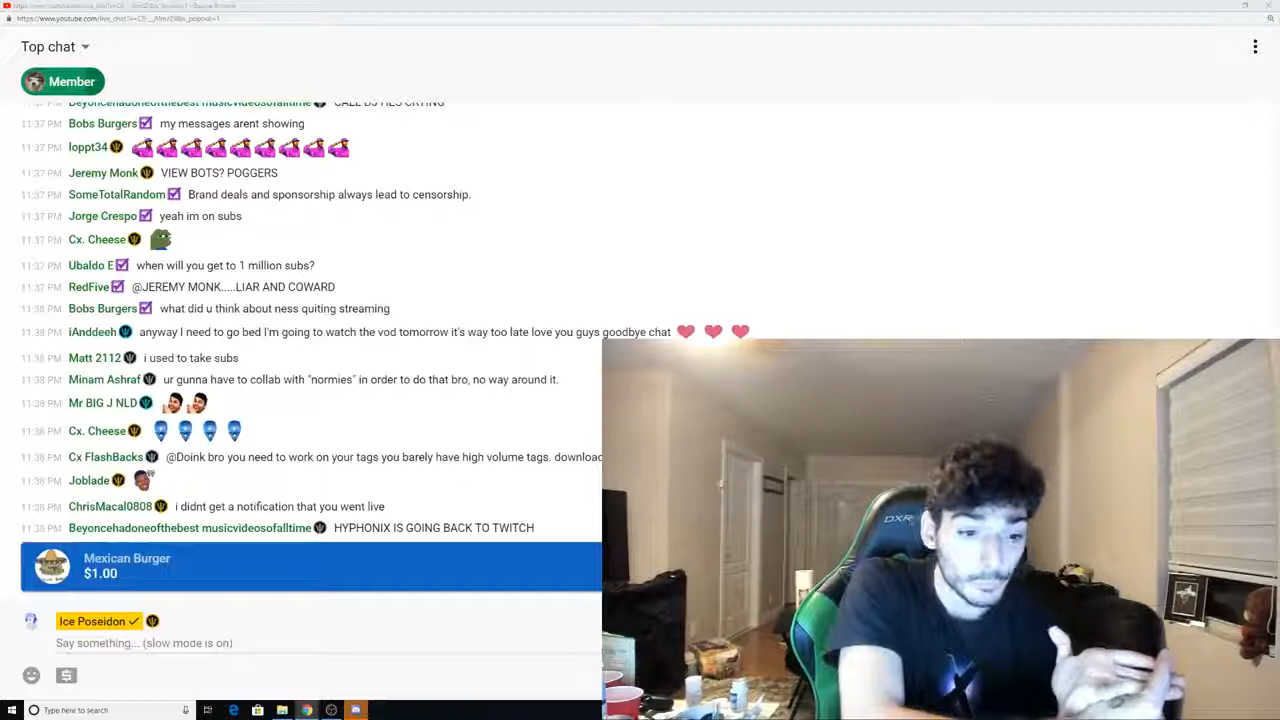 Top chat
Member
Beyoncehadoneofthebest musicvideosofalltime CALL DJ HES CRYING
11:37 PM Bobs Burgers my messages arent showing
11:37 PM loppt34
11:37 PM Jeremy Monk VIEW BOTS? POGGERS
11:37 PM SomeTotalRandom Brand deals and sponsorship always lead to censorship.
11:37 PM Jorge Crespo yeah im on subs
11:37 PM Cx. Cheese
11:37 PM Ubaldo E when will you get to 1 million subs?
11:37 PM RedFive @JEREMY MONK.....LIAR AND COWARD
11:38 PM Bobs Burgers what did u think about ness quiting streaming
11:38 PM iAnddeeh anyway I need to go bed I'm going to watch the vod tomorrow it's way too late love you guys goodbye chat
11:38 PM Matt 2112 i used to take subs
11:38 PM Minam Ashraf ur gunna have to collab with "normies" in order to do that bro, no way around it.
11:38 PM Mr BIG J NLD
11:38 PM Cx. Cheese
11:38 PM Cx FlashBacks @Doink bro you need to work on your tags you barely have high volume tags. download
11:38 PM Joblade
11:38 PM ChrisMacal0808 i didnt get a notification that you went live
11:38 PM Beyoncehadoneofthebest musicvideosofalltime HYPHONIX IS GOING BACK TO TWITCH
Mexican Burger
$1.00
Ice Poseidon
Say something... (slow mode is on)
DXR
Type here to search